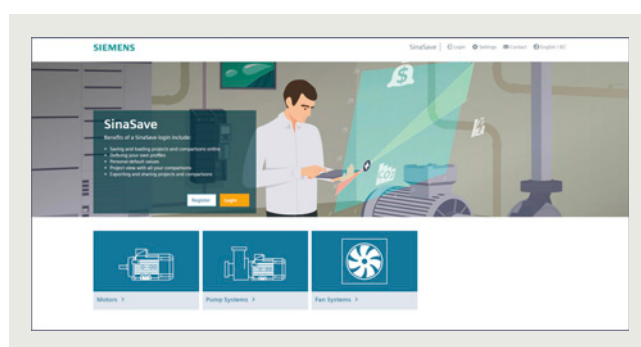 SIEMENS
SinaSave
Login
Settings
Contact
English | IEC
SinaSave
Benefits of a SinaSave login include:
Saving and loading projects and comparisons online
Defining your own profiles
Personal default values
Project view with all your comparisons
Exporting and sharing projects and comparisons
Register
Login
$
CO2
Motors >
Pump Systems >
Fan Systems >